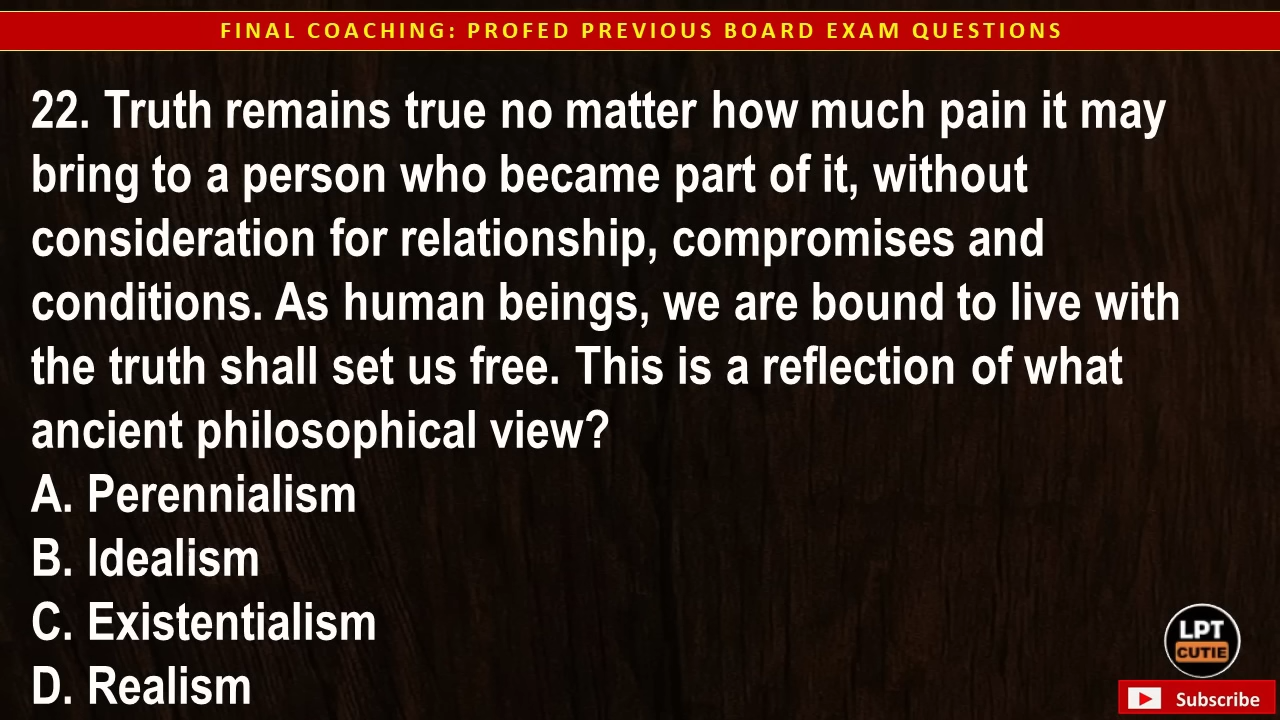 FINAL COACHING: PROFED PREVIOUS BOARD EXAM QUESTIONS
22. Truth remains true no matter how much pain it may
bring to a person who became part of it, without
consideration for relationship, compromises and
conditions. As human beings, we are bound to live with
the truth shall set us free. This is a reflection of what
ancient philosophical view?
A. Perennialism
B. Idealism
C. Existentialism
D. Realism
LPT
CUTIE
Subscribe